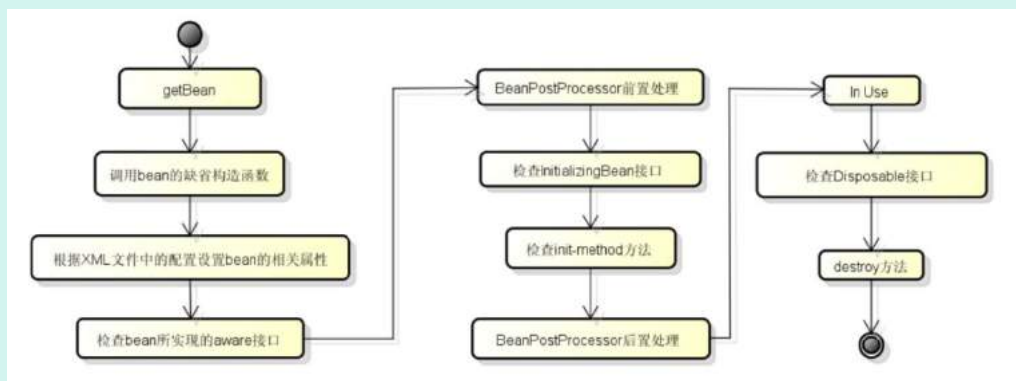 getBean
调用bean的缺省构造函数
根据XML文件中的配置设置bean的相关属性
检查bean所实现的aware接口
BeanPostProcessor前置处理
检查InitializingBean接口
检查init-method方法
BeanPostProcessor后置处理
In Use
检查Disposable接口
destroy方法